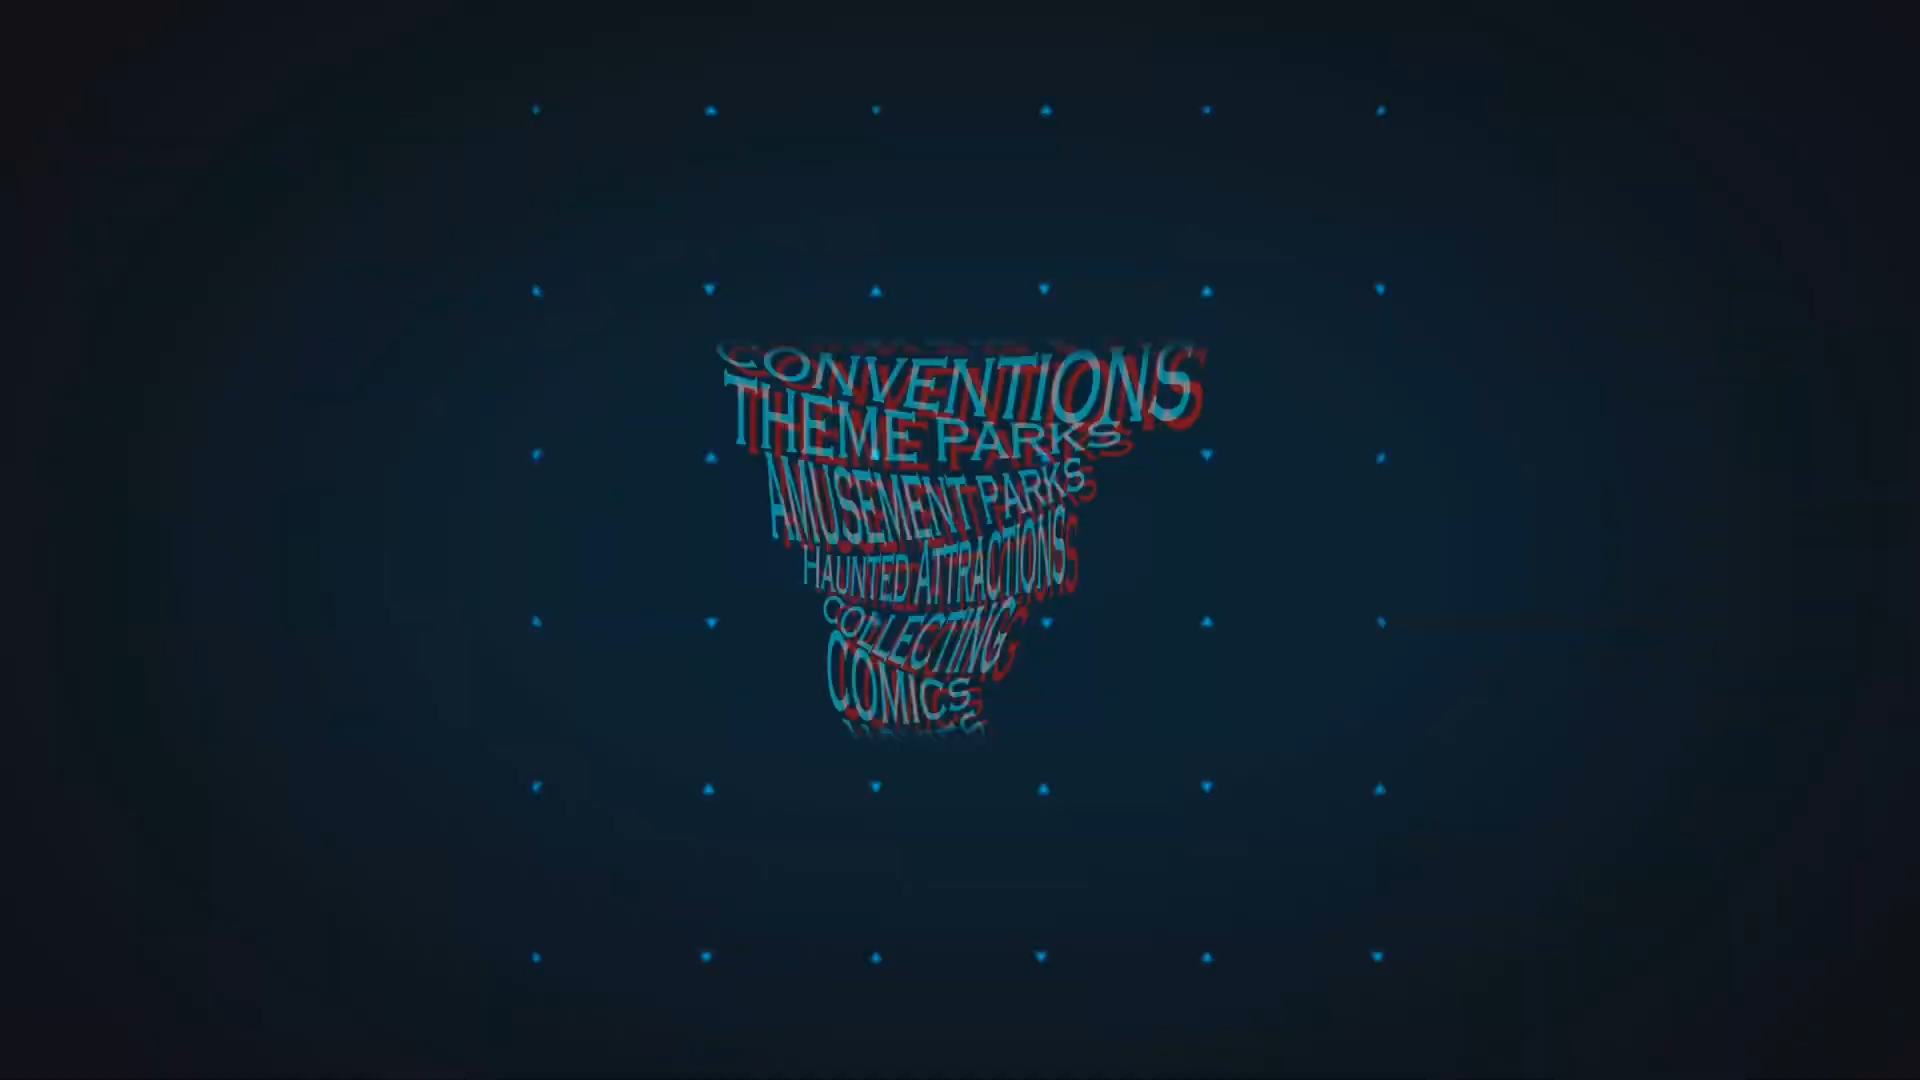 CONVENTIONS
THEME PARKS
AMUSEMENT PARKS
HAUNTED ATTRACTIONS
COLLECTING
COMICS